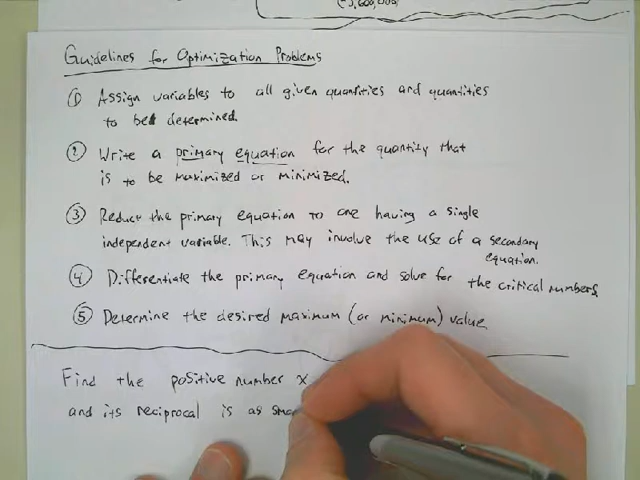 (3,600,000)
Guidelines for Optimization Problems
① Assign variables to all given quantities and quantities
to be determined.
② Write a primary equation for the quantity that
is to be maximized or minimized.
③ Reduce the primary equation to one having a single
independent variable. This may involve the use of a secondary
equation.
④ Differentiate the primary equation and solve for the critical numbers
⑤ Determine the desired maximum (or minimum) value
Find the positive number x
and its reciprocal is as sma